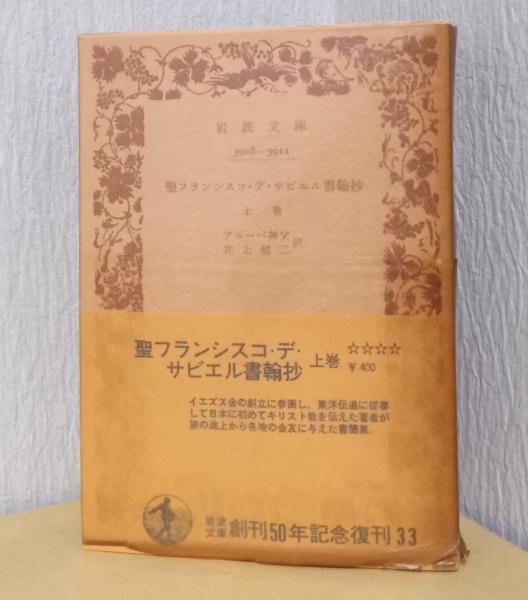 岩波文庫
3908—3911
聖フランシスコ・デ・サビエル書翰抄
上巻
アルーペ神父
井上郁二 訳
聖フランシスコ・デ・
サビエル書翰抄 上巻
☆☆☆☆
￥400
イエズス会の創立に参画し、東洋伝道に従事
して日本に初めてキリスト教を伝えた著者が
旅の途上から各地の会友に与えた書簡集。
岩波
文庫 創刊50年記念復刊 33